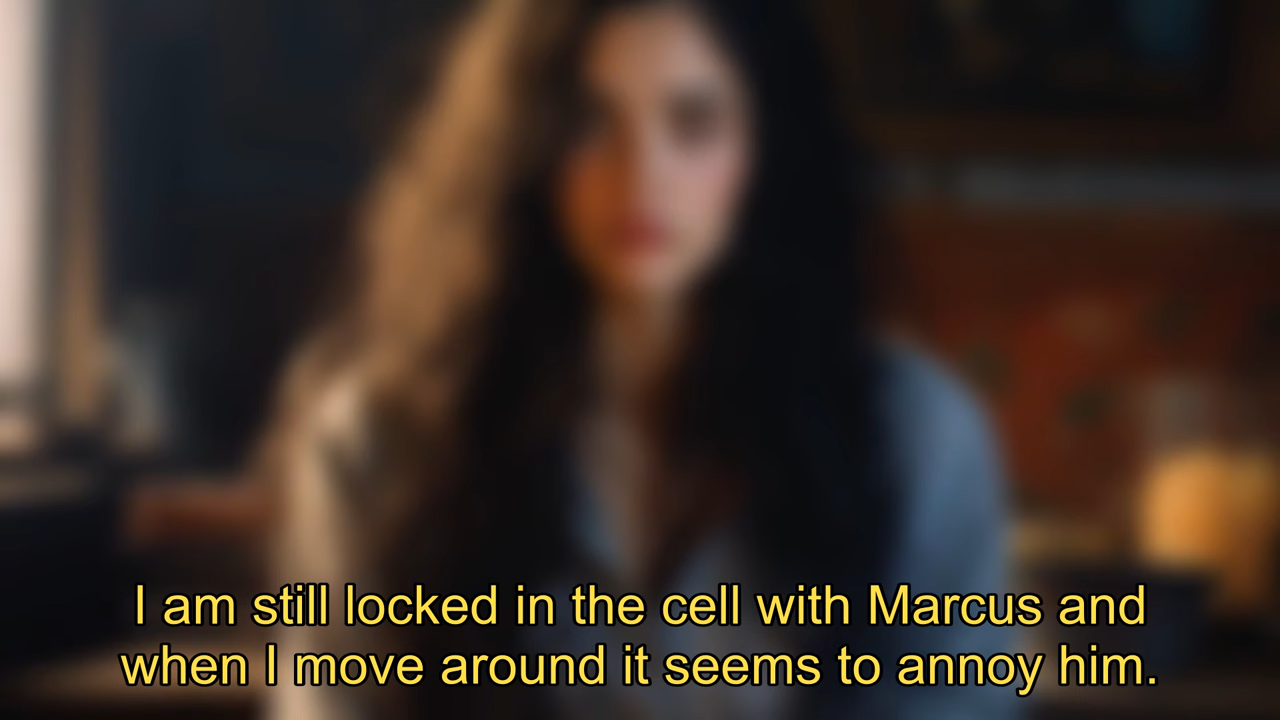 I am still locked in the cell with Marcus and
when I move around it seems to annoy him.